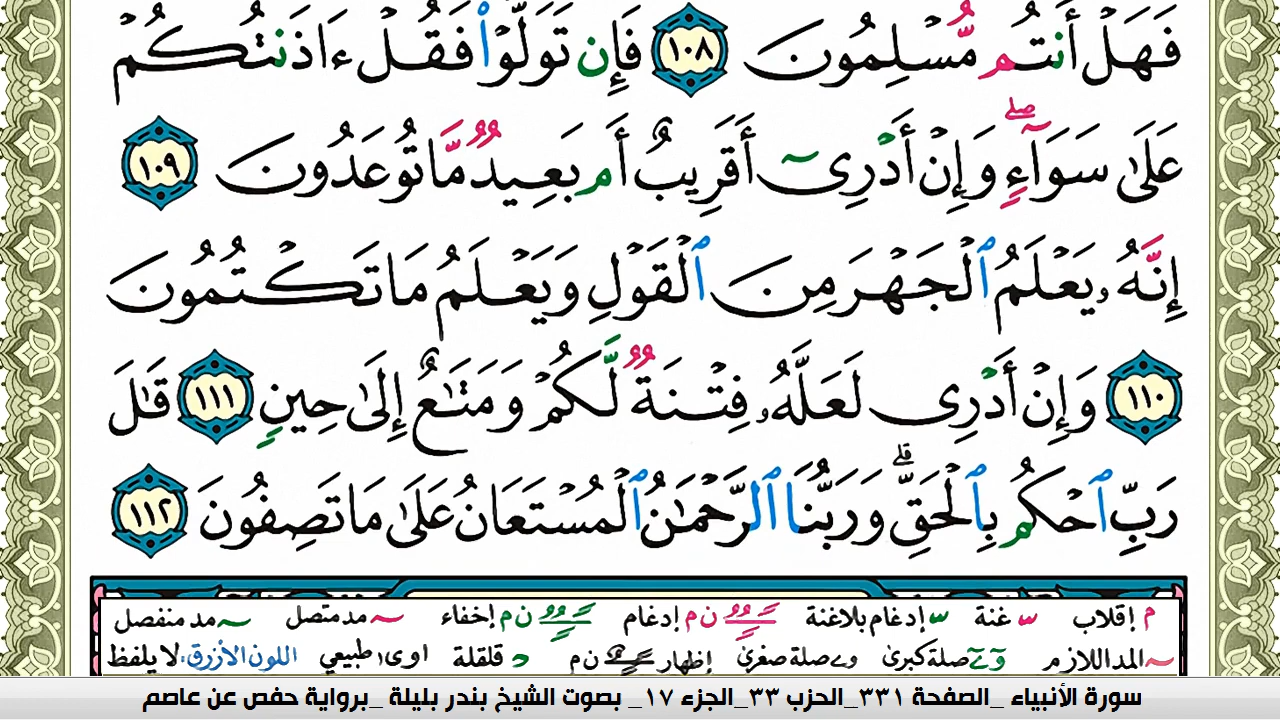 فَهَلْ أَنتُم مُّسْلِمُونَ ١٠٨ فَإِن تَوَلَّوْا۟ فَقُلْ ءَاذَنتُكُمْ
عَلَىٰ سَوَآءٍۢ ۖ وَإِنْ أَدْرِىٓ أَقَرِيبٌ أَم بَعِيدٌۭ مَّا تُوعَدُونَ ١٠٩
إِنَّهُۥ يَعْلَمُ ٱلْجَهْرَ مِنَ ٱلْقَوْلِ وَيَعْلَمُ مَا تَكْتُمُونَ
١١٠ وَإِنْ أَدْرِى لَعَلَّهُۥ فِتْنَةٌۭ لَّكُمْ وَمَتَٰعٌ إِلَىٰ حِينٍۢ ١١١ قَٰلَ
رَبِّ ٱحْكُم بِٱلْحَقِّ ۗ وَرَبُّنَا ٱلرَّحْمَٰنُ ٱلْمُسْتَعَانُ عَلَىٰ مَا تَصِفُونَ ١١٢
م إقلاب س غنة س إدغام بلاغنة ن م إدغام ن م إخفاء مد متصل مد منفصل
المد اللازم و ے صلة كبرى و ے صلة صغرى إظهار ن م د قلقلة اوى طبيعي اللون الأزرق: لا يلفظ
سورة الأنبياء _الصفحة ٣٣١_الحزب ٣٣_الجزء ١٧_ بصوت الشيخ بندر بليلة _برواية حفص عن عاصم